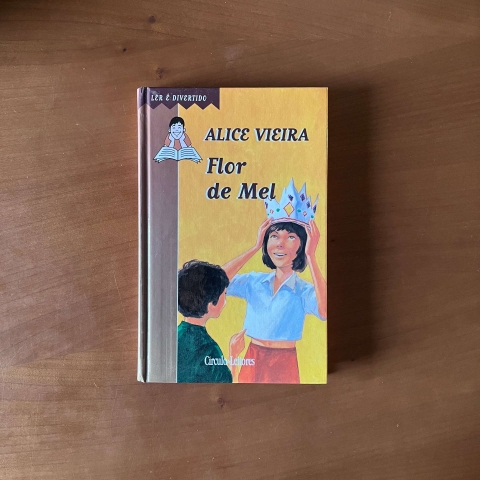 LER É DIVERTIDO
ALICE VIEIRA
Flor
de Mel
Círculo de Leitores